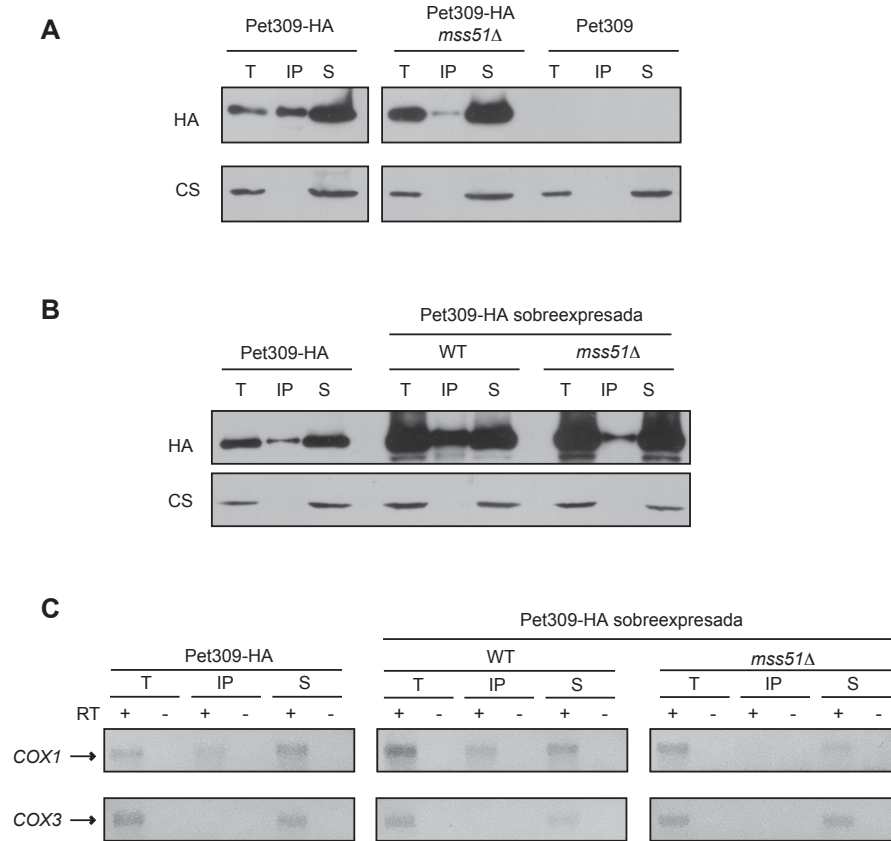 A
Pet309-HA
Pet309-HA
mss51Δ
Pet309
T IP S T IP S T IP S
HA
CS
B
Pet309-HA sobreexpresada
Pet309-HA WT mss51Δ
T IP S T IP S T IP S
HA
CS
C
Pet309-HA sobreexpresada
Pet309-HA WT mss51Δ
T IP S T IP S T IP S
RT + - + - + - + - + - + - + - + - + -
COX1 →
COX3 →